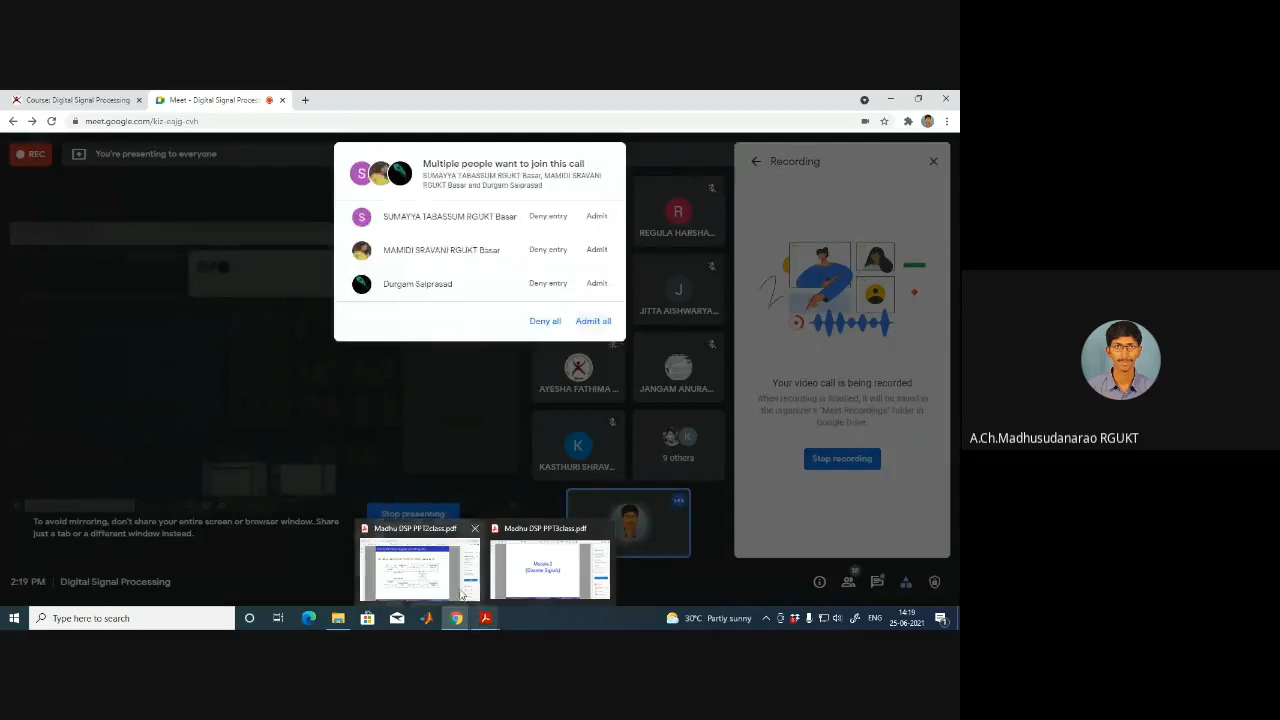 Course: Digital Signal Processing
Meet - Digital Signal Proces:
meet.google.com/kiz-eajg-cvh
REC
You're presenting to everyone
Multiple people want to join this call
SUMAYYA TABASSUM RGUKT Basar, MAMIDI SRAVANI
RGUKT Basar and Durgam Saiprasad
S
SUMAYYA TABASSUM RGUKT Basar
Deny entry
Admit
MAMIDI SRAVANI RGUKT Basar
Deny entry
Admit
Durgam Saiprasad
Deny entry
Admit
Deny all
Admit all
S
R
REGULA HARSHA...
J
JITTA AISHWARYA...
AYESHA FATHIMA ...
JANGAM ANURA...
K
KASTHURI SHRAV...
K
9 others
Recording
Your video call is being recorded
When recording is finished, it will be saved
in the organizer's "Meet Recordings" folder in
Google Drive.
Stop recording
To avoid mirroring, don't share your entire screen or browser window. Share
just a tab or a different window instead.
Stop presenting
Madhu DSP PPT2class.pdf
Madhu DSP PPT3class.pdf
Module-2
(Discrete Signals)
2:19 PM
Digital Signal Processing
Type here to search
30°C Partly sunny
ENG
14:19
25-06-2021
A.Ch.Madhusudanarao RGUKT